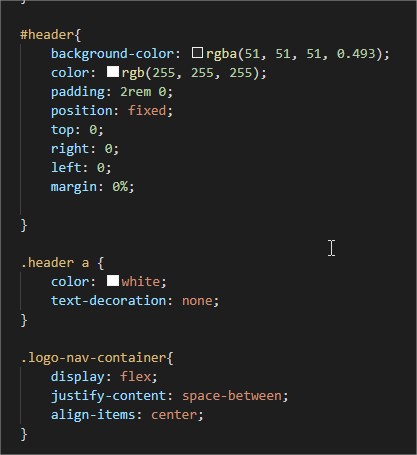 }
#header{
    background-color: rgba(51, 51, 51, 0.493);
    color: rgb(255, 255, 255);
    padding: 2rem 0;
    position: fixed;
    top: 0;
    right: 0;
    left: 0;
    margin: 0%;
}
.header a {
    color: white;
    text-decoration: none;
}
.logo-nav-container{
    display: flex;
    justify-content: space-between;
    align-items: center;
}